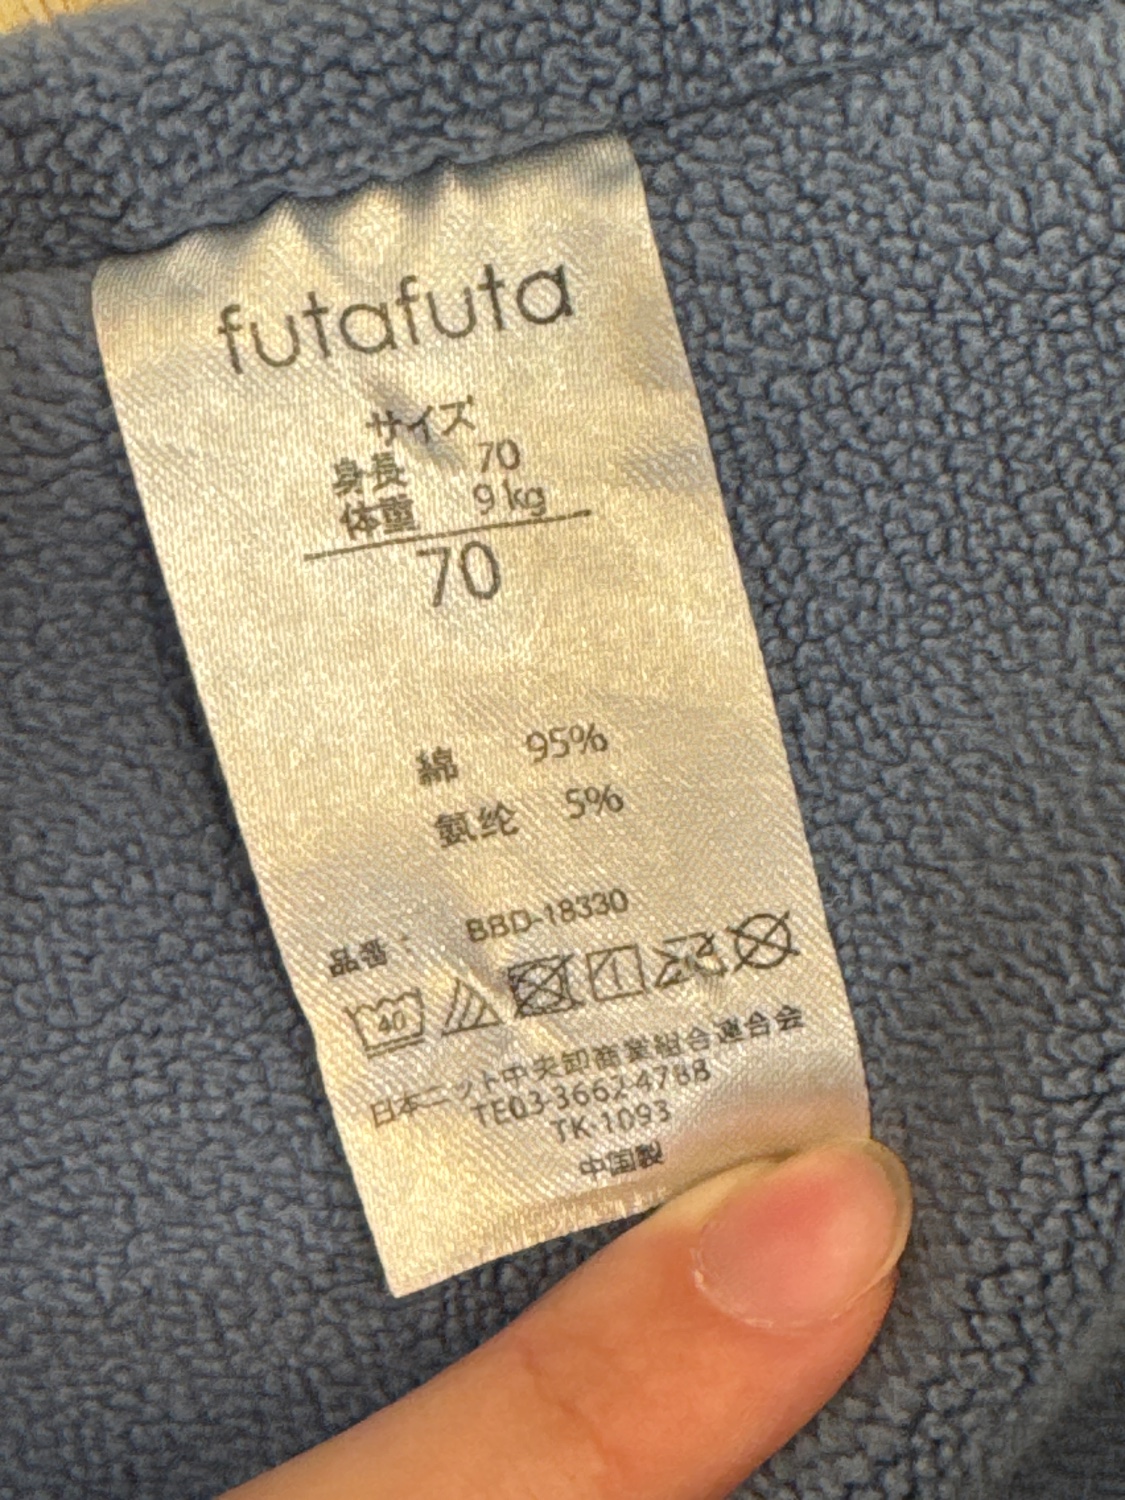 futafuta
サイズ
身長 70
体重 9 kg
70
綿 95%
氨纶 5%
品番： BBD-18330
40
日本ニット中央卸商業組合連合会
TE03-3662-4788
TK-1093
中国製